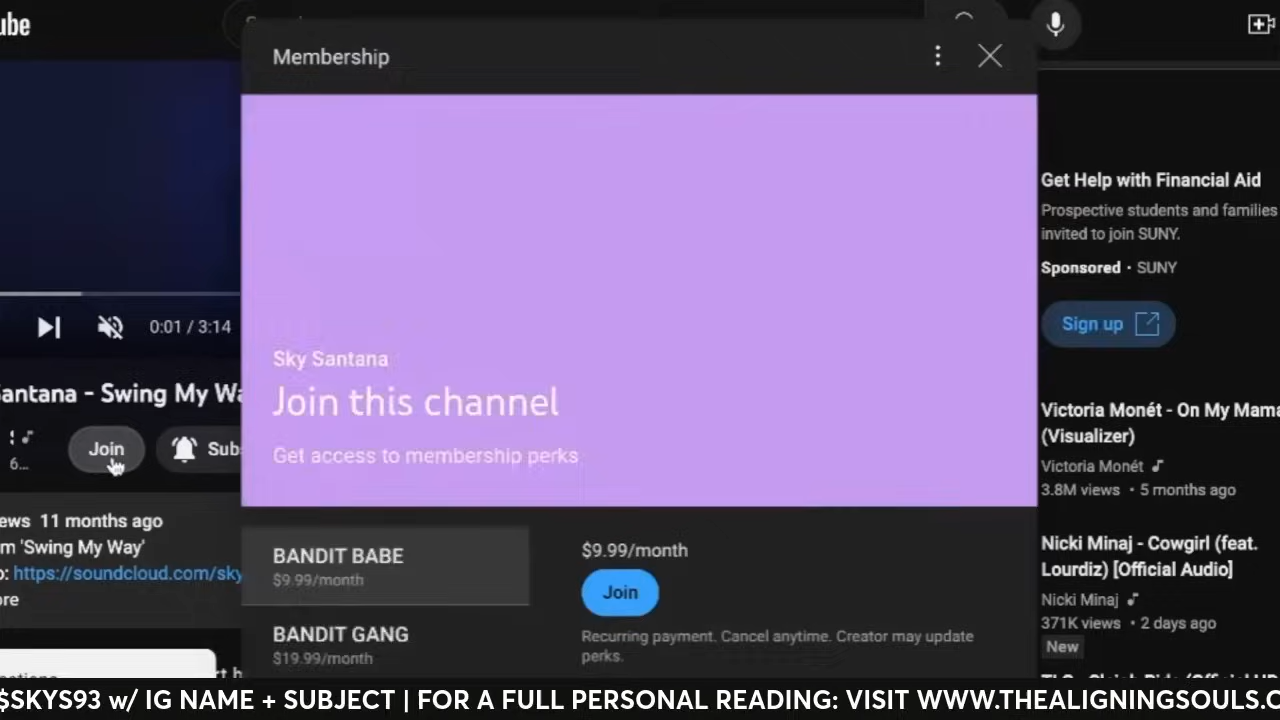 ube
Membership
Sky Santana
Join this channel
Get access to membership perks
0:01 / 3:14
antana - Swing My Wa
6...
Join
Sub
ews 11 months ago
m 'Swing My Way'
o: https://soundcloud.com/sky
ore
BANDIT BABE
$9.99/month
BANDIT GANG
$19.99/month
$9.99/month
Join
Recurring payment. Cancel anytime. Creator may update
perks.
Get Help with Financial Aid
Prospective students and families
invited to join SUNY.
Sponsored · SUNY
Sign up
Victoria Monét - On My Mama
(Visualizer)
Victoria Monét
3.8M views · 5 months ago
Nicki Minaj - Cowgirl (feat.
Lourdiz) [Official Audio]
Nicki Minaj
371K views · 2 days ago
New
$SKYS93 w/ IG NAME + SUBJECT | FOR A FULL PERSONAL READING: VISIT WWW.THEALIGNINGSOULS.C